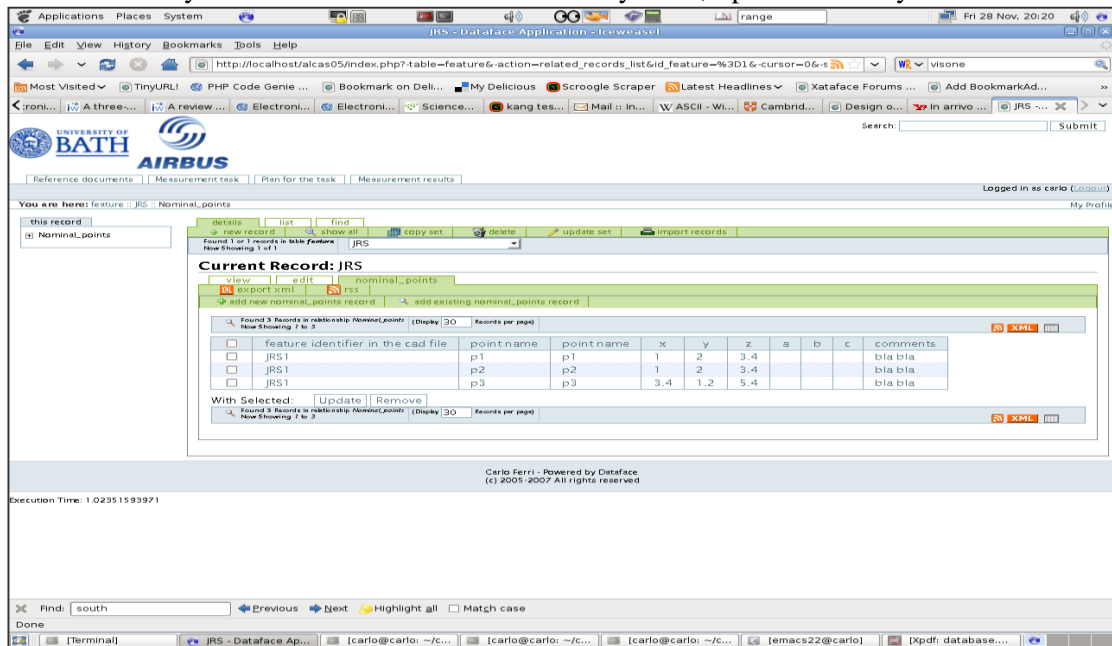 Applications Places System range Fri 28 Nov, 20:20
JRS - Dataface Application - Iceweasel
File Edit View History Bookmarks Tools Help
http://localhost/alcas05/index.php?-table=feature&-action=related_records_list&id_feature=%3D1&-cursor=0&-s visone
Most Visited TinyURL! PHP Code Genie ... Bookmark on Deli... My Delicious Scroogle Scraper Latest Headlines Xataface Forums ... Add BookmarkAd... »
:roni... A three-... A review ... Electroni... Electroni... Science... kang tes... Mail :: In... ASCII - Wi... Cambrid... Design o... In arrivo ... JRS -...
Search: Submit
UNIVERSITY OF
BATH
AIRBUS
Reference documents Measurement task Plan for the task Measurement results
Logged in as carlo (Logout)
You are here: feature :: JRS :: Nominal_points My Profile
this record
Nominal_points
details list find
new record show all copy set delete update set import records
Found 1 or 1 records in table feature
Now Showing 1 of 1
JRS
Current Record: JRS
view edit nominal_points
XML export xml rss
add new nominal_points record add existing nominal_points record
Found 3 Records in relationship Nominal_points (Display 30 Records per page)
Now Showing 1 to 3
XML
feature identifier in the cad file point name point name x y z a b c comments
JRS1 p1 p1 1 2 3.4 bla bla
JRS1 p2 p2 1 2 3.4 bla bla
JRS1 p3 p3 3.4 1.2 5.4 bla bla
With Selected: Update Remove
Found 3 Records in relationship Nominal_points (Display 30 Records per page)
Now Showing 1 to 3
XML
Carlo Ferri - Powered by Dataface
(c) 2005-2007 All rights reserved
Execution Time: 1.02351593971
Find: south Previous Next Highlight all Match case
Done
[Terminal] JRS - Dataface Ap... [carlo@carlo: ~/c... [carlo@carlo: ~/c... [carlo@carlo: ~/c... [emacs22@carlo] [Xpdf: database....